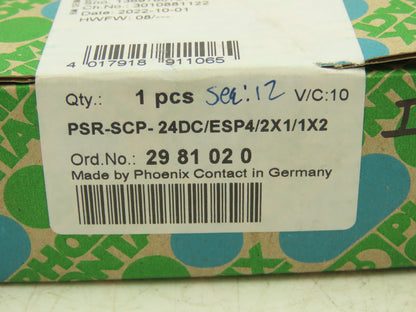 Ch.No.: 3010881122
Date: 2022-10-01
HWFW: 08/---
4 017918 911065
Qty.: 1 pcs Sec:12 V/C:10
PSR-SCP- 24DC/ESP4/2X1/1X2
Ord.No.: 29 81 02 0
Made by Phoenix Contact in Germany